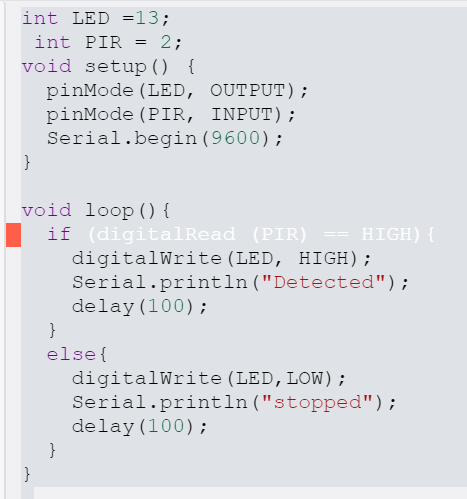 int LED =13;
 int PIR = 2;
void setup() {
  pinMode(LED, OUTPUT);
  pinMode(PIR, INPUT);
  Serial.begin(9600);
}

void loop(){
  if (digitalRead (PIR) == HIGH){
    digitalWrite(LED, HIGH);
    Serial.println("Detected");
    delay(100);
  }
  else{
    digitalWrite(LED,LOW);
    Serial.println("stopped");
    delay(100);
  }
}